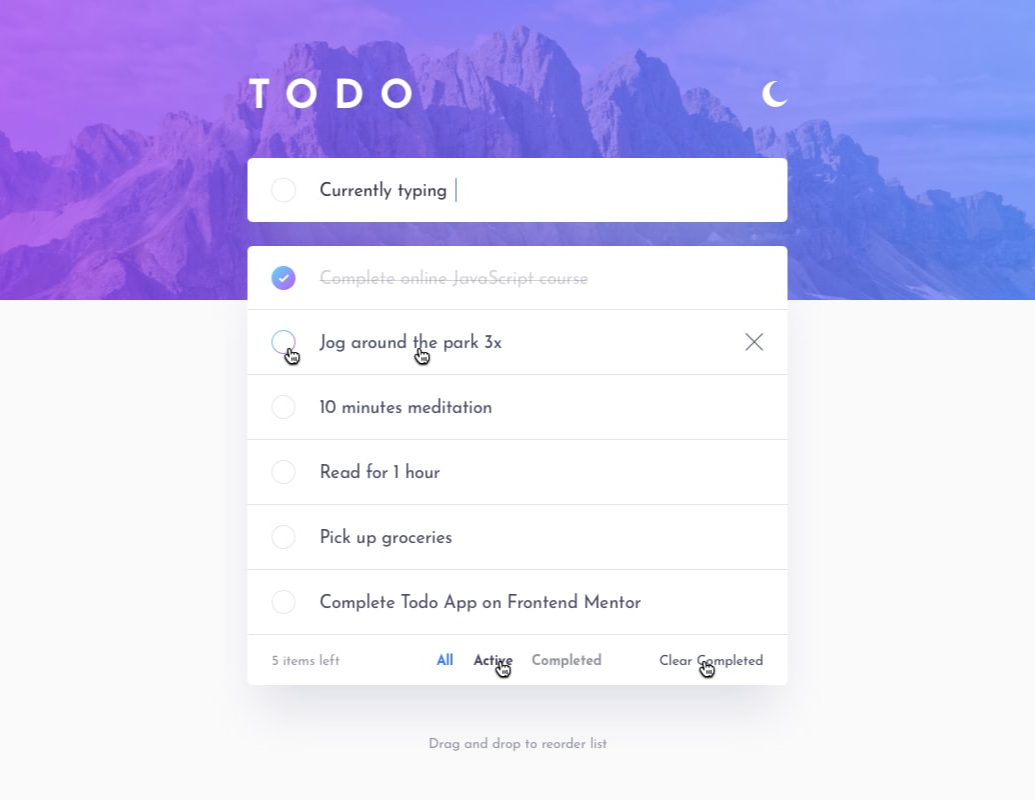 TODO
Currently typing
Complete online JavaScript course
Jog around the park 3x
10 minutes meditation
Read for 1 hour
Pick up groceries
Complete Todo App on Frontend Mentor
5 items left All Active Completed Clear Completed
Drag and drop to reorder list